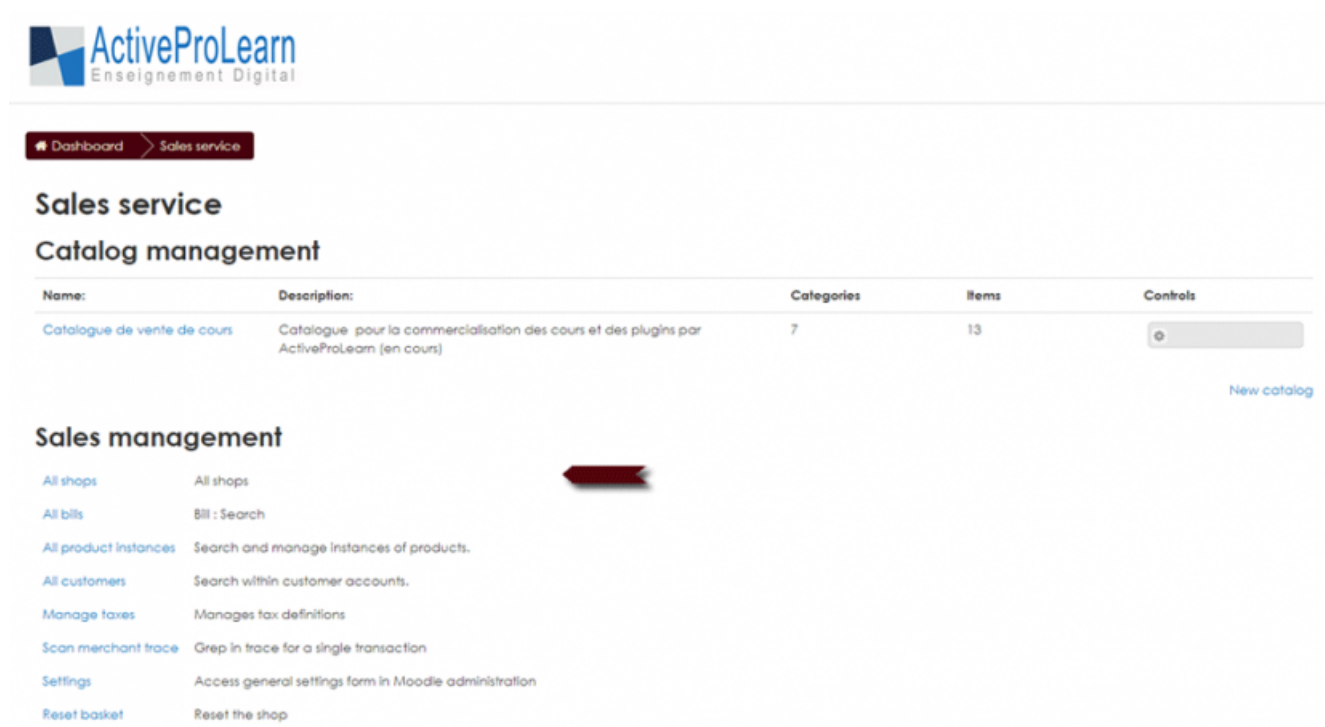 ActiveProLearn
Enseignement Digital
Dashboard Sales service
Sales service
Catalog management
Name: Description: Categories Items Controls
Catalogue de vente de cours Catalogue pour la commercialisation des cours et des plugins par 7 13
ActiveProLearn (en cours)
New catalog
Sales management
All shops All shops
All bills Bill : Search
All product instances Search and manage instances of products.
All customers Search within customer accounts.
Manage taxes Manages tax definitions
Scan merchant trace Grep in trace for a single transaction
Settings Access general settings form in Moodle administration
Reset basket Reset the shop